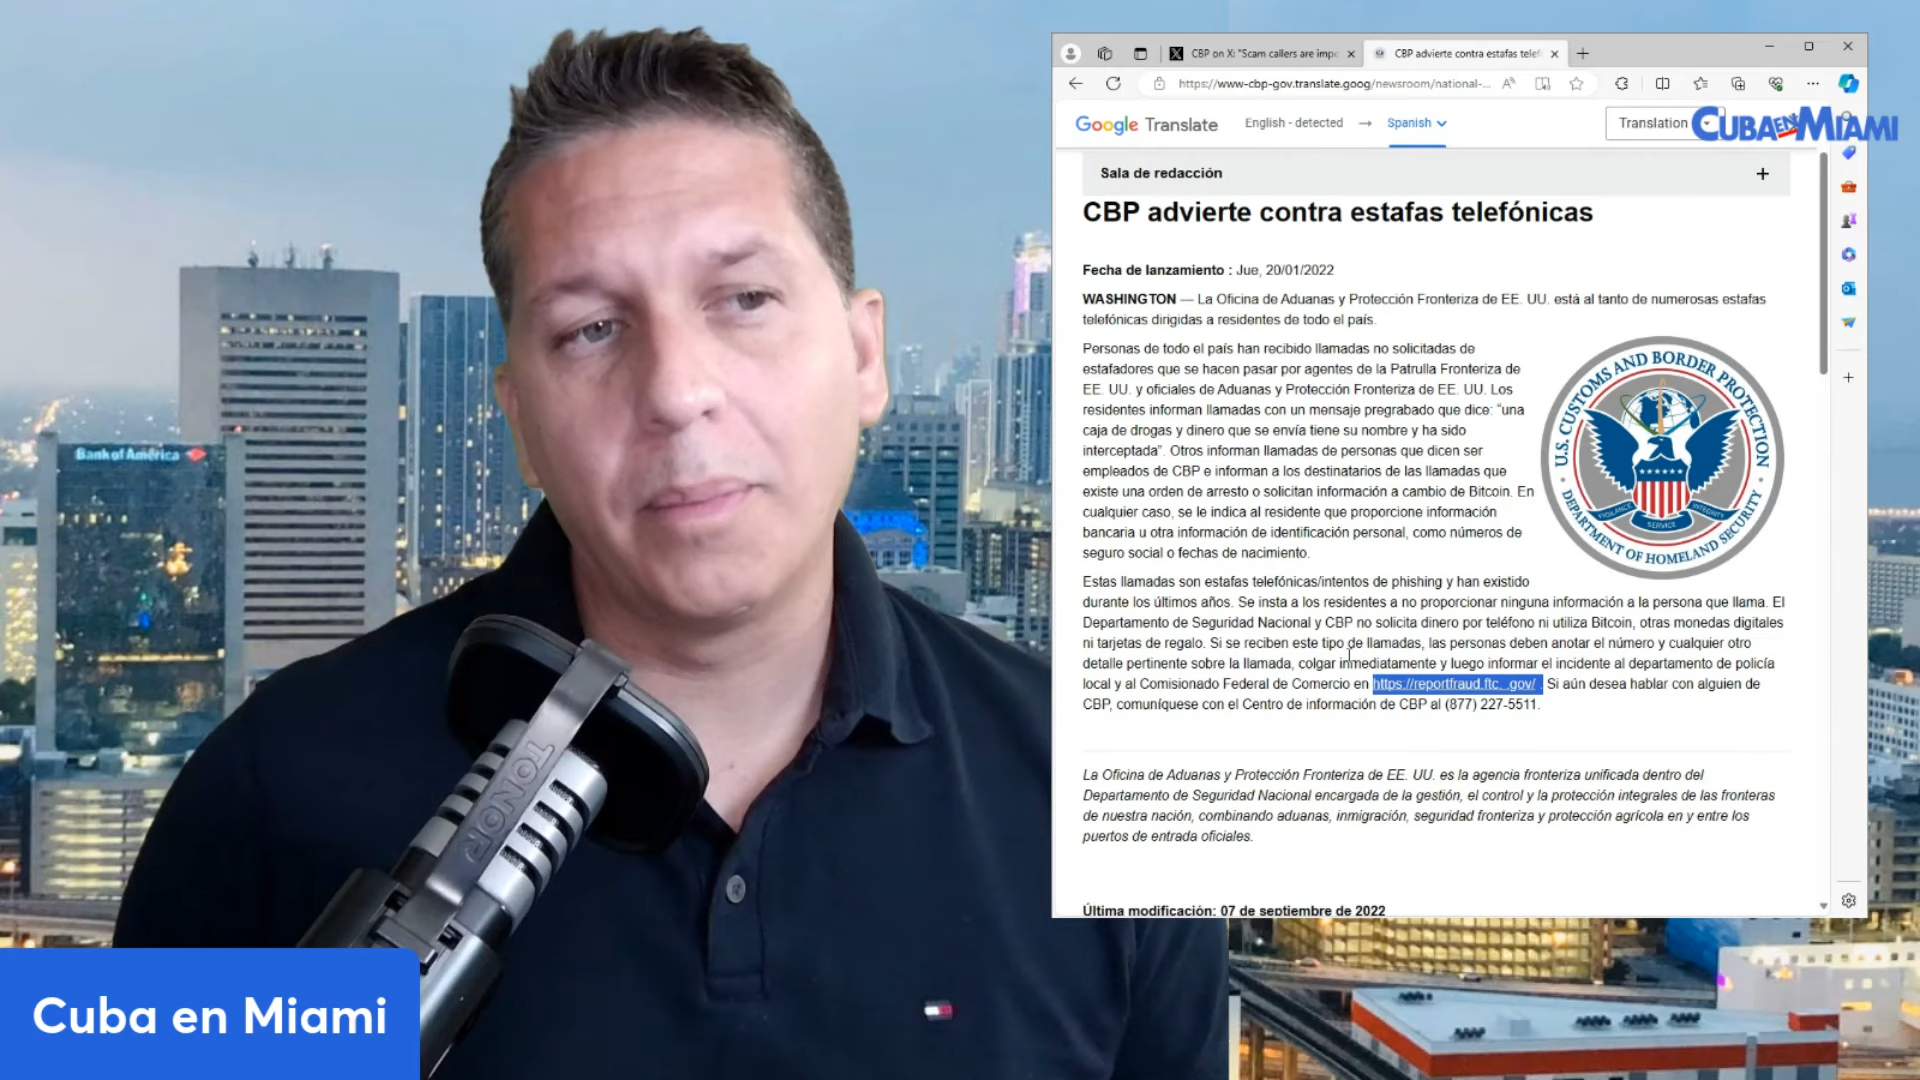 CBP on X: "Scam callers are impe
CBP advierte contra estafas telef
https://www-cbp-gov.translate.goog/newsroom/national-...
Google Translate
English - detected
Spanish
Translation
CUBA EN MIAMI
Sala de redacción
CBP advierte contra estafas telefónicas
Fecha de lanzamiento : Jue, 20/01/2022
WASHINGTON — La Oficina de Aduanas y Protección Fronteriza de EE. UU. está al tanto de numerosas estafas
telefónicas dirigidas a residentes de todo el país.
Personas de todo el país han recibido llamadas no solicitadas de
estafadores que se hacen pasar por agentes de la Patrulla Fronteriza de
EE. UU. y oficiales de Aduanas y Protección Fronteriza de EE. UU. Los
residentes informan llamadas con un mensaje pregrabado que dice: “una
caja de drogas y dinero que se envía tiene su nombre y ha sido
interceptada”. Otros informan llamadas de personas que dicen ser
empleados de CBP e informan a los destinatarios de las llamadas que
existe una orden de arresto o solicitan información a cambio de Bitcoin. En
cualquier caso, se le indica al residente que proporcione información
bancaria u otra información de identificación personal, como números de
seguro social o fechas de nacimiento.
U.S. CUSTOMS AND BORDER PROTECTION
DEPARTMENT OF HOMELAND SECURITY
VIGILANCE
SERVICE
INTEGRITY
Estas llamadas son estafas telefónicas/intentos de phishing y han existido
durante los últimos años. Se insta a los residentes a no proporcionar ninguna información a la persona que llama. El
Departamento de Seguridad Nacional y CBP no solicita dinero por teléfono ni utiliza Bitcoin, otras monedas digitales
ni tarjetas de regalo. Si se reciben este tipo de llamadas, las personas deben anotar el número y cualquier otro
detalle pertinente sobre la llamada, colgar inmediatamente y luego informar el incidente al departamento de policía
local y al Comisionado Federal de Comercio en https://reportfraud.ftc. .gov/ . Si aún desea hablar con alguien de
CBP, comuníquese con el Centro de información de CBP al (877) 227-5511.
La Oficina de Aduanas y Protección Fronteriza de EE. UU. es la agencia fronteriza unificada dentro del
Departamento de Seguridad Nacional encargada de la gestión, el control y la protección integrales de las fronteras
de nuestra nación, combinando aduanas, inmigración, seguridad fronteriza y protección agrícola en y entre los
puertos de entrada oficiales.
Última modificación: 07 de septiembre de 2022
Bank of America
TONOR
Cuba en Miami